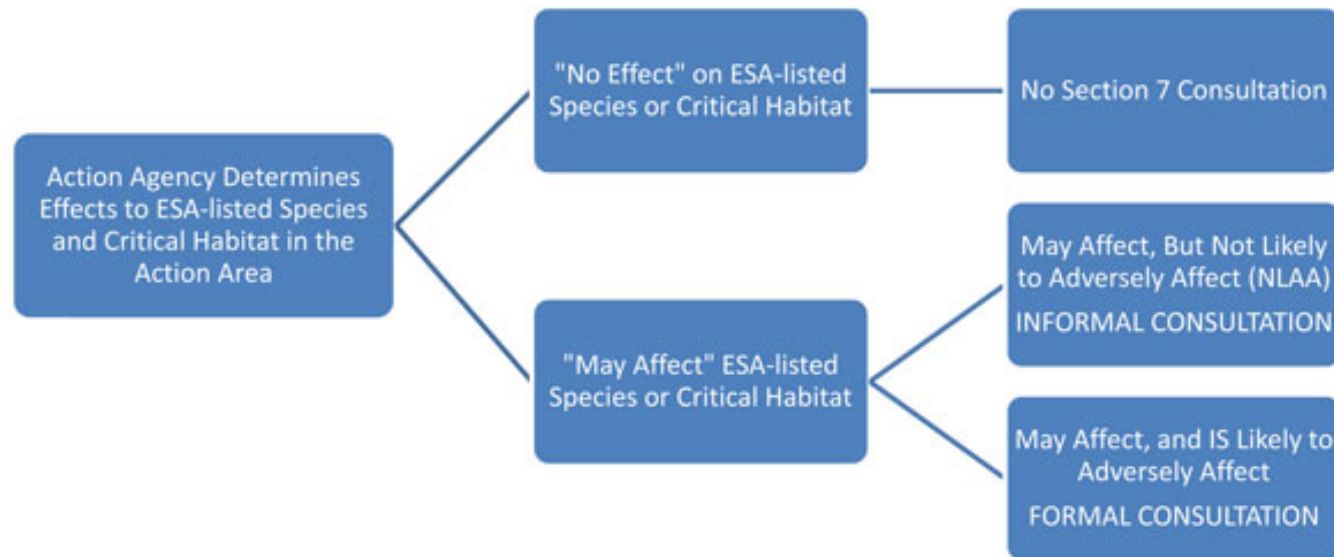 Action Agency Determines
Effects to ESA-listed Species
and Critical Habitat in the
Action Area
"No Effect" on ESA-listed
Species or Critical Habitat
No Section 7 Consultation
"May Affect" ESA-listed
Species or Critical Habitat
May Affect, But Not Likely
to Adversely Affect (NLAA)
INFORMAL CONSULTATION
May Affect, and IS Likely to
Adversely Affect
FORMAL CONSULTATION